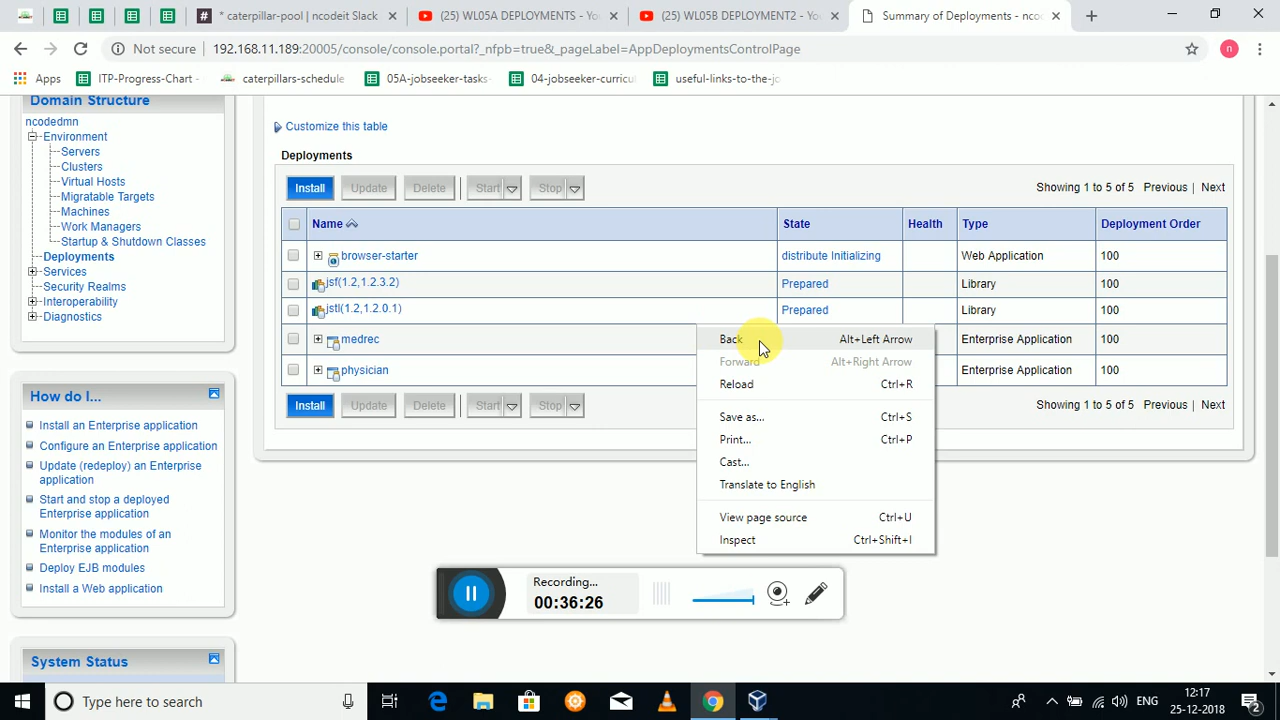 * caterpillar-pool | ncodeit Slack
(25) WL05A DEPLOYMENTS - Yo
(25) WL05B DEPLOYMENT2 - You
Summary of Deployments - ncode
Not secure
192.168.11.189:20005/console/console.portal?_nfpb=true&_pageLabel=AppDeploymentsControlPage
n
Apps
ITP-Progress-Chart -
caterpillars-schedule
05A-jobseeker-tasks-
04-jobseeker-curricu
useful-links-to-the-jo
Domain Structure
ncodedmn
Environment
Servers
Clusters
Virtual Hosts
Migratable Targets
Machines
Work Managers
Startup & Shutdown Classes
Deployments
Services
Security Realms
Interoperability
Diagnostics
How do I...
Install an Enterprise application
Configure an Enterprise application
Update (redeploy) an Enterprise
application
Start and stop a deployed
Enterprise application
Monitor the modules of an
Enterprise application
Deploy EJB modules
Install a Web application
System Status
Customize this table
Deployments
Install Update Delete Start Stop
Showing 1 to 5 of 5 Previous | Next
Name State Health Type Deployment Order
browser-starter distribute Initializing Web Application 100
jsf(1.2,1.2.3.2) Prepared Library 100
jstl(1.2,1.2.0.1) Prepared Library 100
medrec Enterprise Application 100
physician Enterprise Application 100
Install Update Delete Start Stop
Showing 1 to 5 of 5 Previous | Next
Back Alt+Left Arrow
Forward Alt+Right Arrow
Reload Ctrl+R
Save as... Ctrl+S
Print... Ctrl+P
Cast...
Translate to English
View page source Ctrl+U
Inspect Ctrl+Shift+I
Recording...
00:36:26
Type here to search
ENG
12:17
25-12-2018
2